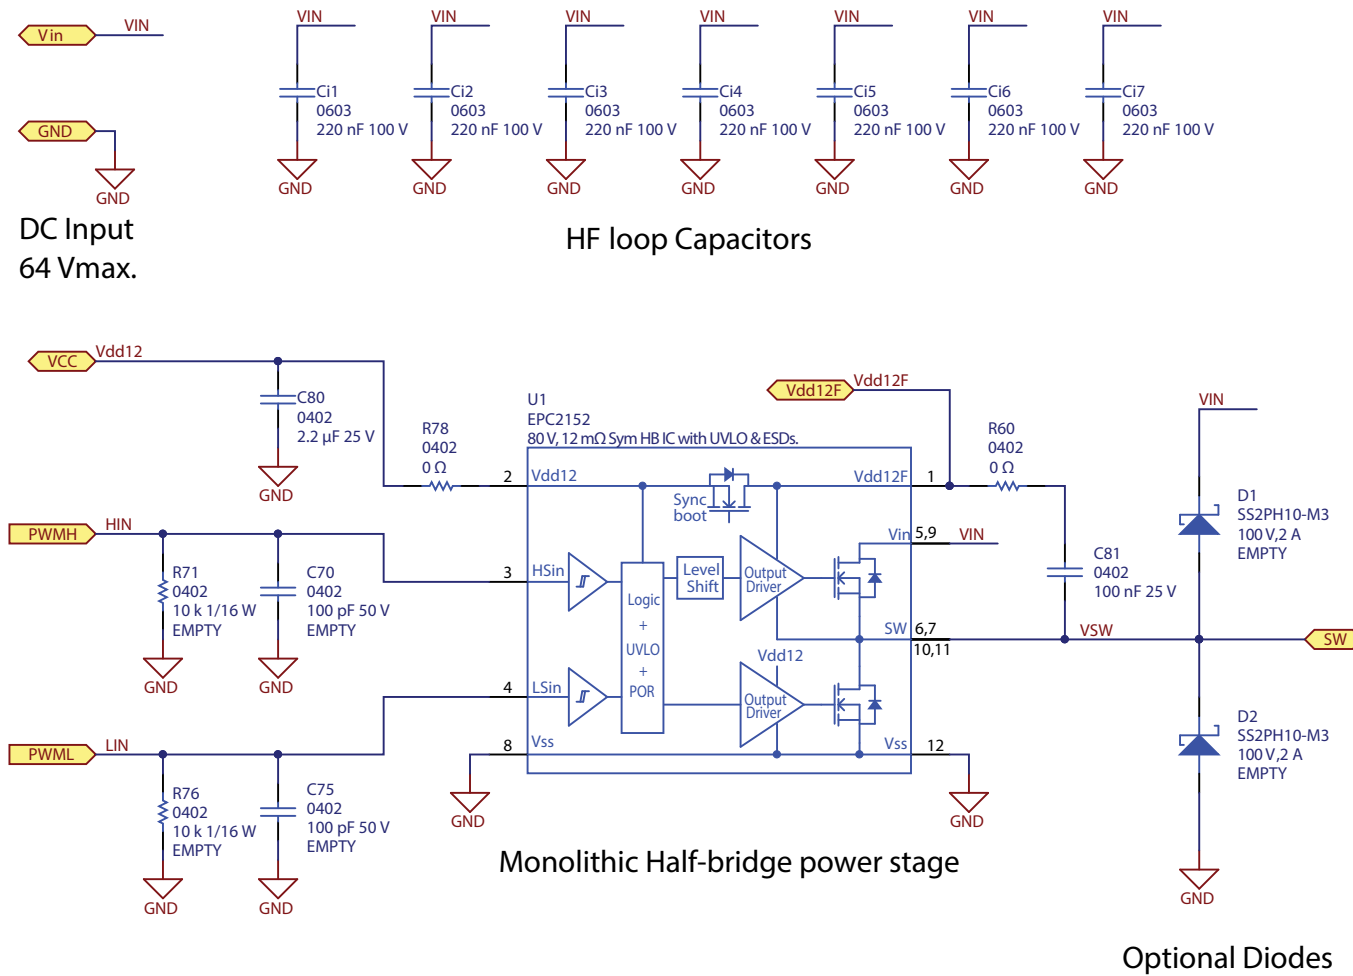 Vin
VIN
GND
GND
DC Input
64 Vmax.
VIN
Ci1
0603
220 nF 100 V
GND
VIN
Ci2
0603
220 nF 100 V
GND
VIN
Ci3
0603
220 nF 100 V
GND
VIN
Ci4
0603
220 nF 100 V
GND
VIN
Ci5
0603
220 nF 100 V
GND
VIN
Ci6
0603
220 nF 100 V
GND
VIN
Ci7
0603
220 nF 100 V
GND
HF loop Capacitors
VCC
Vdd12
C80
0402
2.2 µF 25 V
GND
R78
0402
0 Ω
U1
EPC2152
80 V, 12 mΩ Sym HB IC with UVLO & ESDs.
Vdd12F
Vdd12F
R60
0402
0 Ω
VIN
2
Vdd12
Sync
boot
Vdd12F
1
PWMH
HIN
R71
0402
10 k 1/16 W
EMPTY
GND
C70
0402
100 pF 50 V
EMPTY
GND
3
HSin
Logic
+
UVLO
+
POR
Level
Shift
Output
Driver
Vin
5,9
VIN
C81
0402
100 nF 25 V
D1
SS2PH10-M3
100 V,2 A
EMPTY
SW
6,7
10,11
VSW
SW
4
LSin
Vdd12
Output
Driver
8
Vss
Vss
12
GND
GND
PWML
LIN
R76
0402
10 k 1/16 W
EMPTY
GND
C75
0402
100 pF 50 V
EMPTY
GND
D2
SS2PH10-M3
100 V,2 A
EMPTY
GND
Monolithic Half-bridge power stage
Optional Diodes